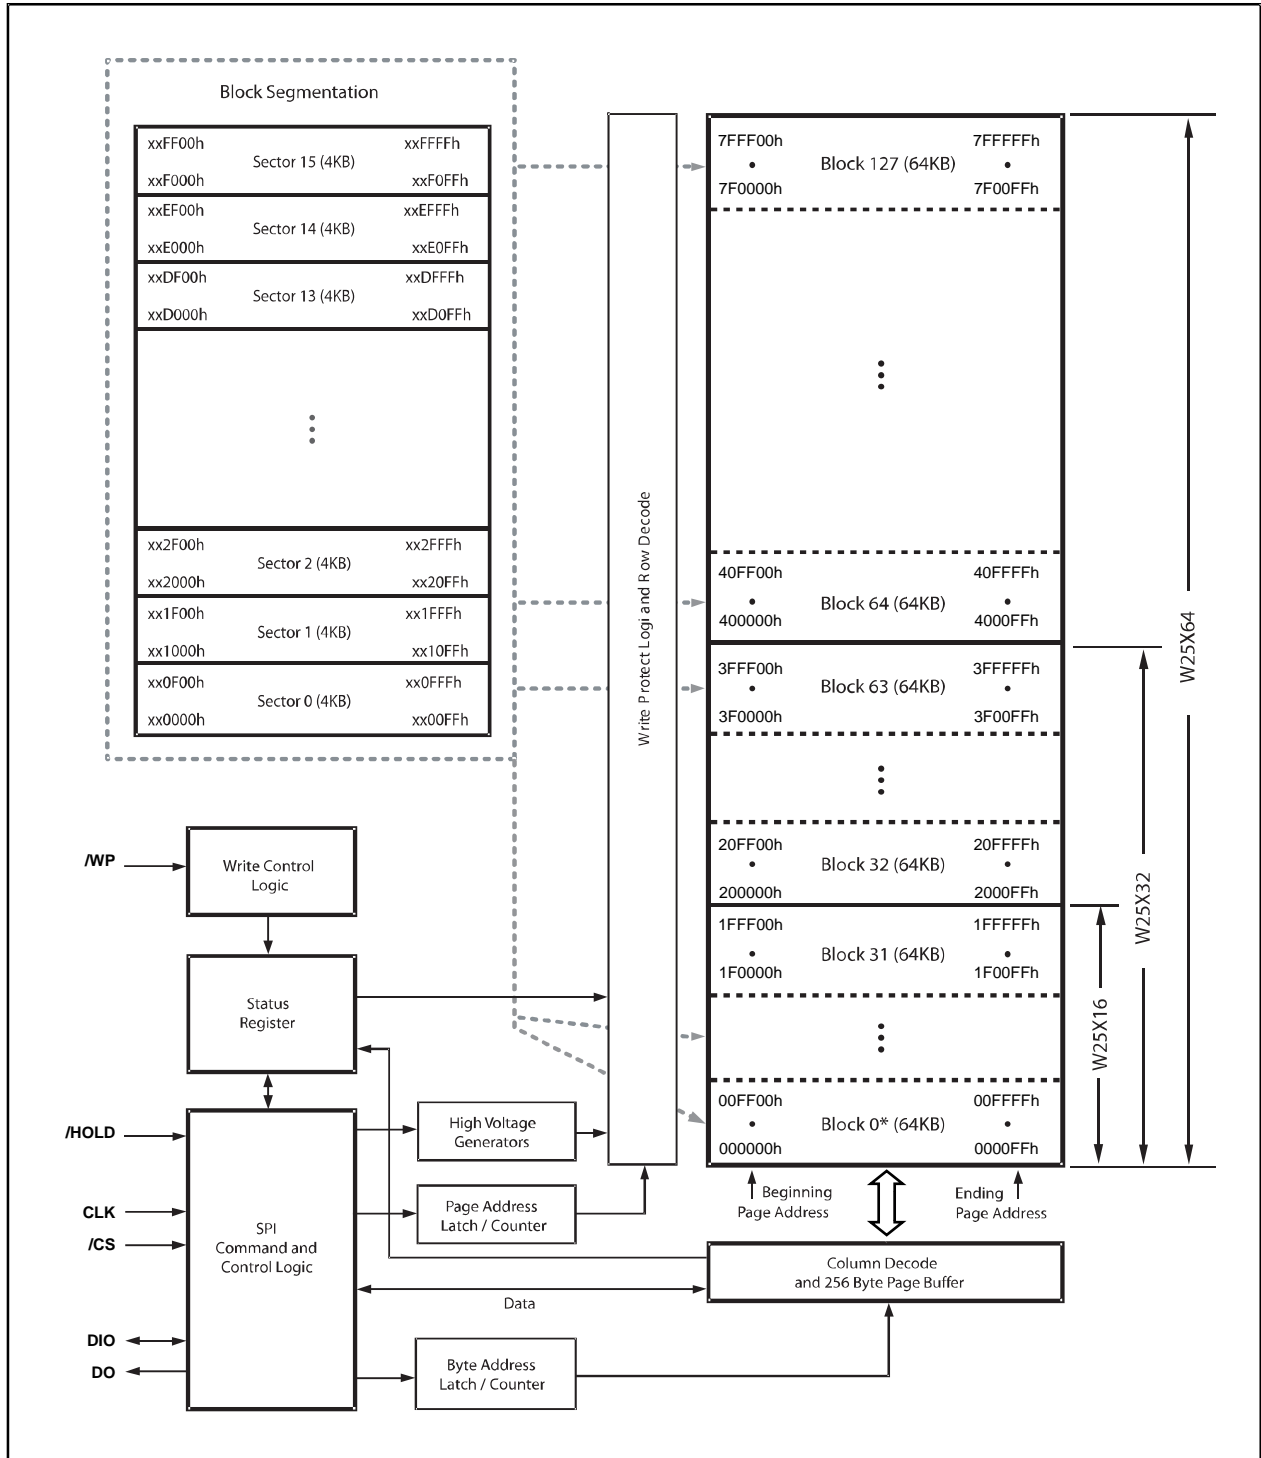 Block Segmentation
xxFF00h xxFFFFh
Sector 15 (4KB)
xxF000h xxF0FFh
xxEF00h xxEFFFh
Sector 14 (4KB)
xxE000h xxE0FFh
xxDF00h xxDFFFh
Sector 13 (4KB)
xxD000h xxD0FFh
xx2F00h xx2FFFh
Sector 2 (4KB)
xx2000h xx20FFh
xx1F00h xx1FFFh
Sector 1 (4KB)
xx1000h xx10FFh
xx0F00h xx0FFFh
Sector 0 (4KB)
xx0000h xx00FFh
Write Protect Logi and Row Decode
7FFF00h 7FFFFFh
Block 127 (64KB)
7F0000h 7F00FFh
40FF00h 40FFFFh
Block 64 (64KB)
400000h 4000FFh
3FFF00h 3FFFFFh
Block 63 (64KB)
3F0000h 3F00FFh
20FF00h 20FFFFh
Block 32 (64KB)
200000h 2000FFh
1FFF00h 1FFFFFh
Block 31 (64KB)
1F0000h 1F00FFh
00FF00h 00FFFFh
Block 0* (64KB)
000000h 0000FFh
W25X16
W25X32
W25X64
Beginning
Page Address
Ending
Page Address
/WP
Write Control
Logic
Status
Register
/HOLD
CLK
/CS
DIO
DO
SPI
Command and
Control Logic
High Voltage
Generators
Page Address
Latch / Counter
Column Decode
and 256 Byte Page Buffer
Data
Byte Address
Latch / Counter